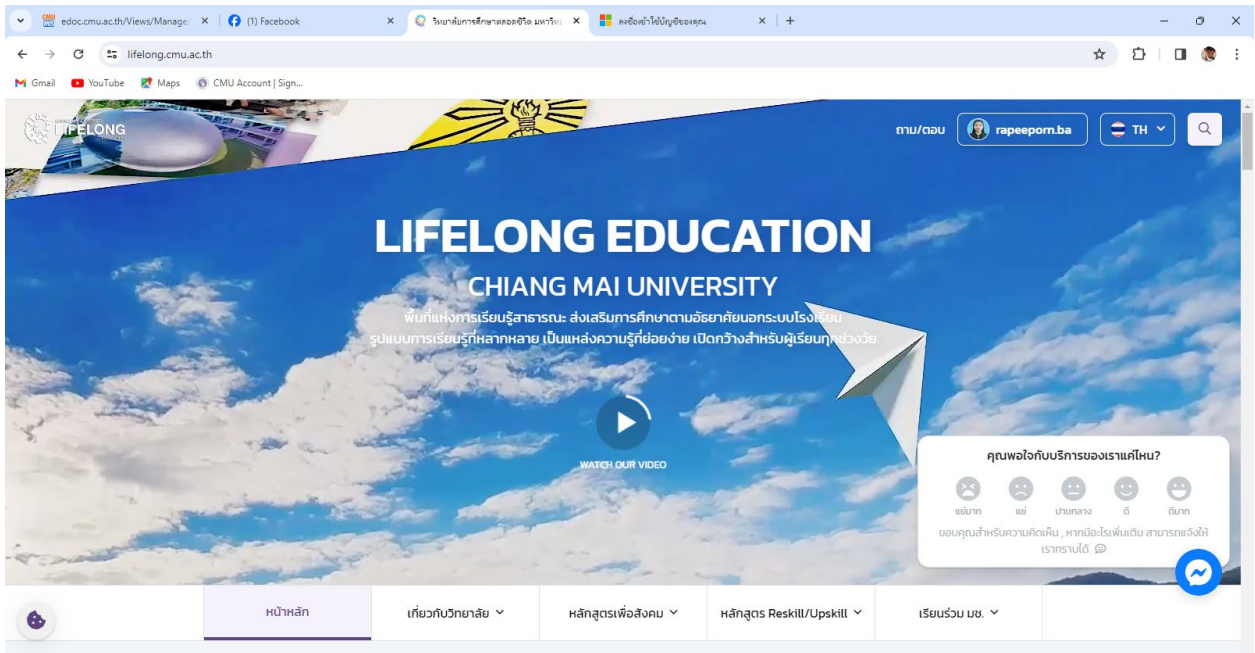 edoc.cmu.ac.th/Views/Manage/
(1) Facebook
วิทยาลัยการศึกษาตลอดชีวิต มหาวิท
ลงชื่อเข้าใช้บัญชีของคุณ
lifelong.cmu.ac.th
Gmail
YouTube
Maps
CMU Account | Sign...
LIFELONG
ถาม/ตอบ
rapeeporn.ba
TH
LIFELONG EDUCATION
CHIANG MAI UNIVERSITY
พื้นที่แห่งการเรียนรู้สาธารณะ ส่งเสริมการศึกษาตามอัธยาศัยนอกระบบโรงเรียน
รูปแบบการเรียนรู้ที่หลากหลาย เป็นแหล่งความรู้ที่ย่อยง่าย เปิดกว้างสำหรับผู้เรียนทุกช่วงวัย
WATCH OUR VIDEO
คุณพอใจกับบริการของเราแค่ไหน?
แย่มาก
แย่
ปานกลาง
ดี
ดีมาก
ขอบคุณสำหรับความคิดเห็น , หากมีอะไรเพิ่มเติม สามารถแจ้งให้
เราทราบได้
หน้าหลัก
เกี่ยวกับวิทยาลัย
หลักสูตรเพื่อสังคม
หลักสูตร Reskill/Upskill
เรียนร่วม มช.